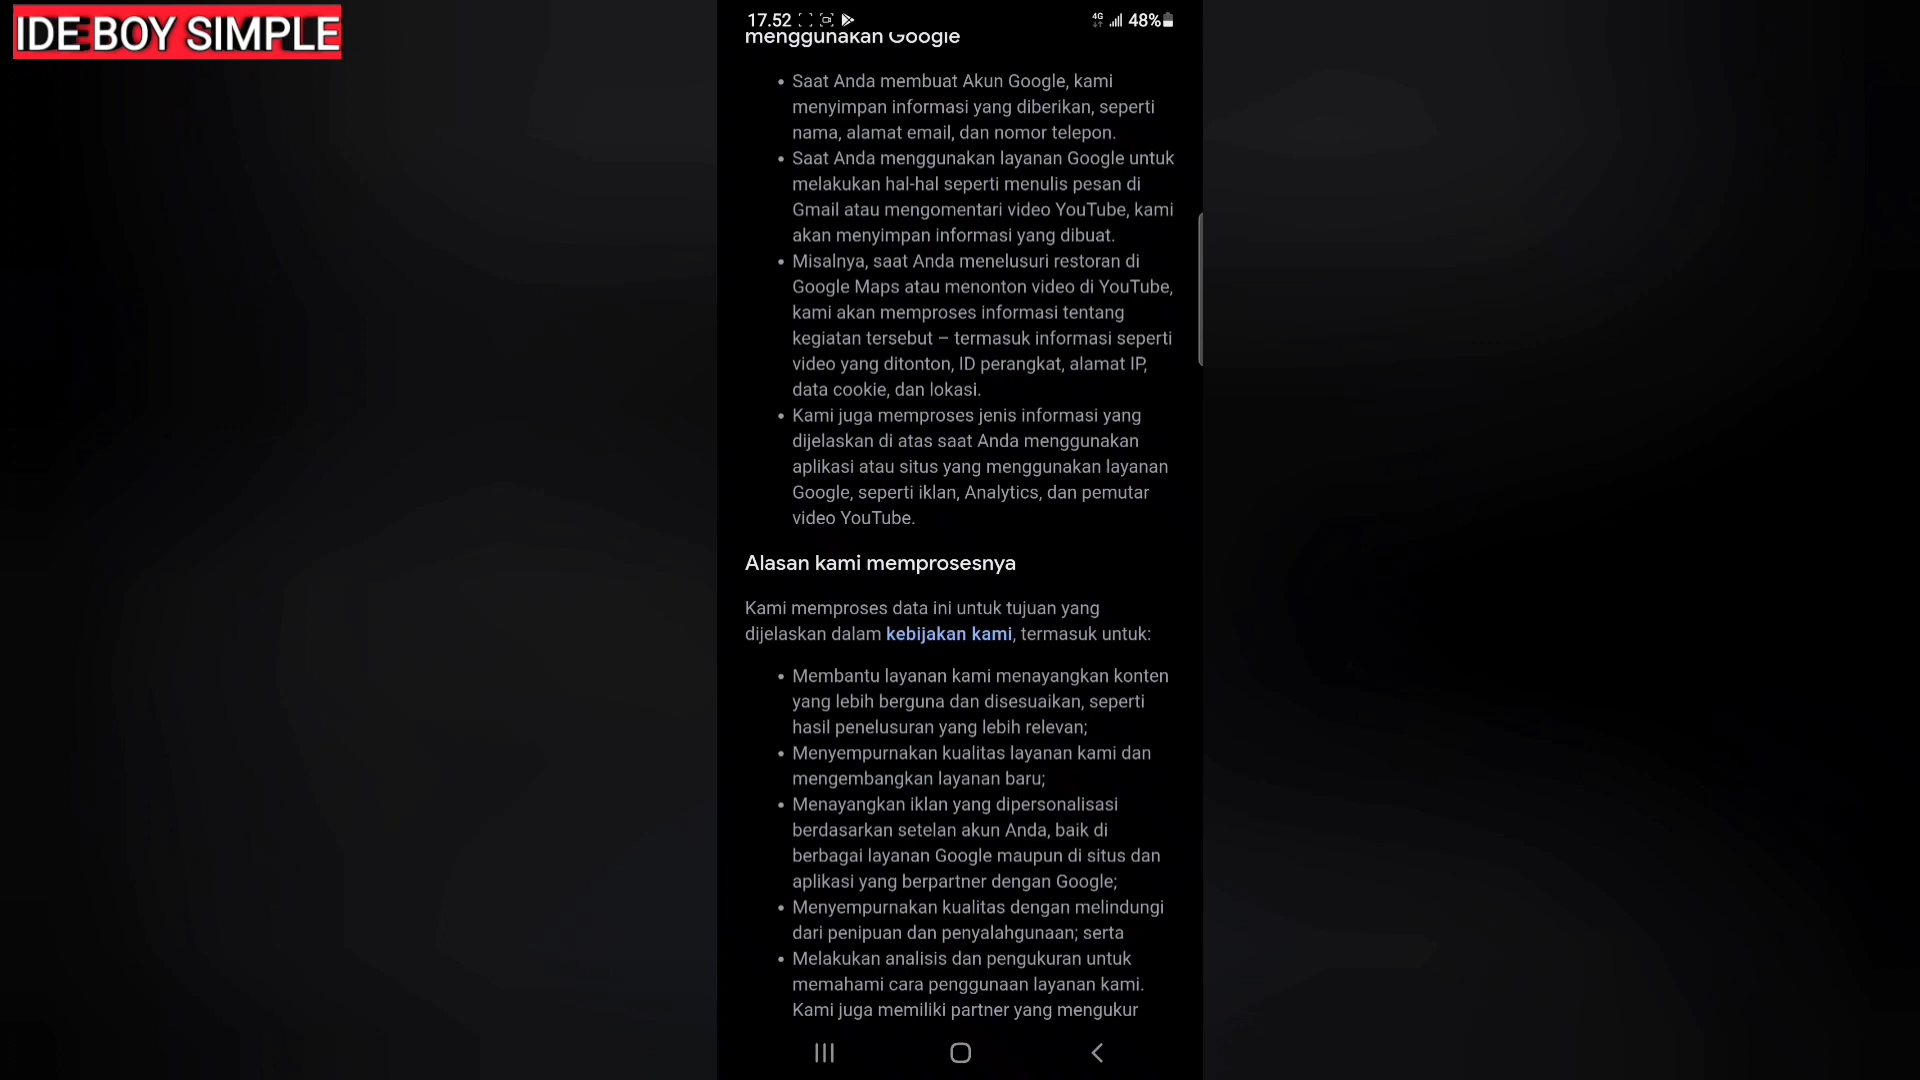 IDE BOY SIMPLE
17.52
4G
48%
menggunakan Google
• Saat Anda membuat Akun Google, kami
menyimpan informasi yang diberikan, seperti
nama, alamat email, dan nomor telepon.
• Saat Anda menggunakan layanan Google untuk
melakukan hal-hal seperti menulis pesan di
Gmail atau mengomentari video YouTube, kami
akan menyimpan informasi yang dibuat.
• Misalnya, saat Anda menelusuri restoran di
Google Maps atau menonton video di YouTube,
kami akan memproses informasi tentang
kegiatan tersebut – termasuk informasi seperti
video yang ditonton, ID perangkat, alamat IP,
data cookie, dan lokasi.
• Kami juga memproses jenis informasi yang
dijelaskan di atas saat Anda menggunakan
aplikasi atau situs yang menggunakan layanan
Google, seperti iklan, Analytics, dan pemutar
video YouTube.
Alasan kami memprosesnya
Kami memproses data ini untuk tujuan yang
dijelaskan dalam kebijakan kami, termasuk untuk:
• Membantu layanan kami menayangkan konten
yang lebih berguna dan disesuaikan, seperti
hasil penelusuran yang lebih relevan;
• Menyempurnakan kualitas layanan kami dan
mengembangkan layanan baru;
• Menayangkan iklan yang dipersonalisasi
berdasarkan setelan akun Anda, baik di
berbagai layanan Google maupun di situs dan
aplikasi yang berpartner dengan Google;
• Menyempurnakan kualitas dengan melindungi
dari penipuan dan penyalahgunaan; serta
• Melakukan analisis dan pengukuran untuk
memahami cara penggunaan layanan kami.
Kami juga memiliki partner yang mengukur